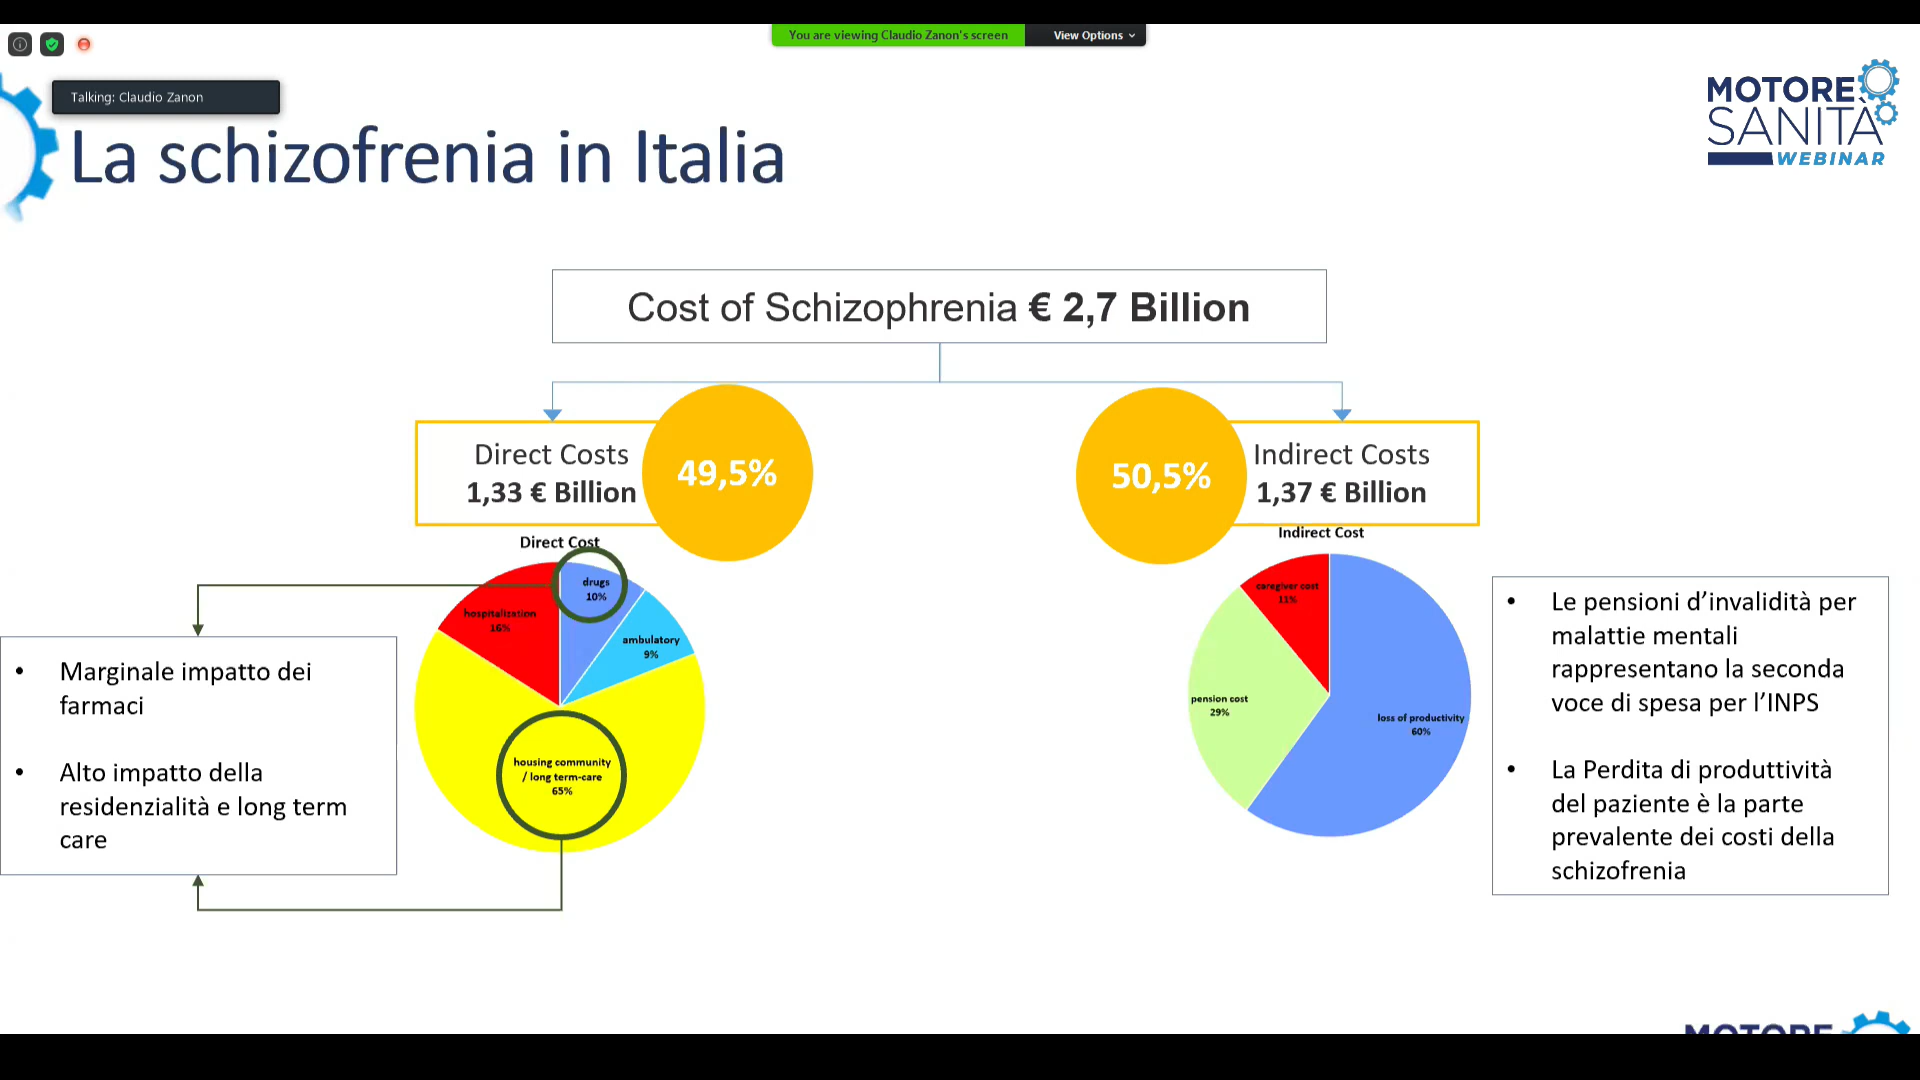 You are viewing Claudio Zanon's screen
View Options
Talking: Claudio Zanon
MOTORE
SANITÀ
WEBINAR
La schizofrenia in Italia
Cost of Schizophrenia € 2,7 Billion
Direct Costs
1,33 € Billion
49,5%
50,5%
Indirect Costs
1,37 € Billion
Direct Cost
drugs
10%
hospitalization
16%
ambulatory
9%
housing community
/ long term-care
65%
Indirect Cost
caregiver cost
11%
pension cost
29%
loss of productivity
60%
• Marginale impatto dei
farmaci
• Alto impatto della
residenzialità e long term
care
• Le pensioni d’invalidità per
malattie mentali
rappresentano la seconda
voce di spesa per l’INPS
• La Perdita di produttività
del paziente è la parte
prevalente dei costi della
schizofrenia
MOTORE